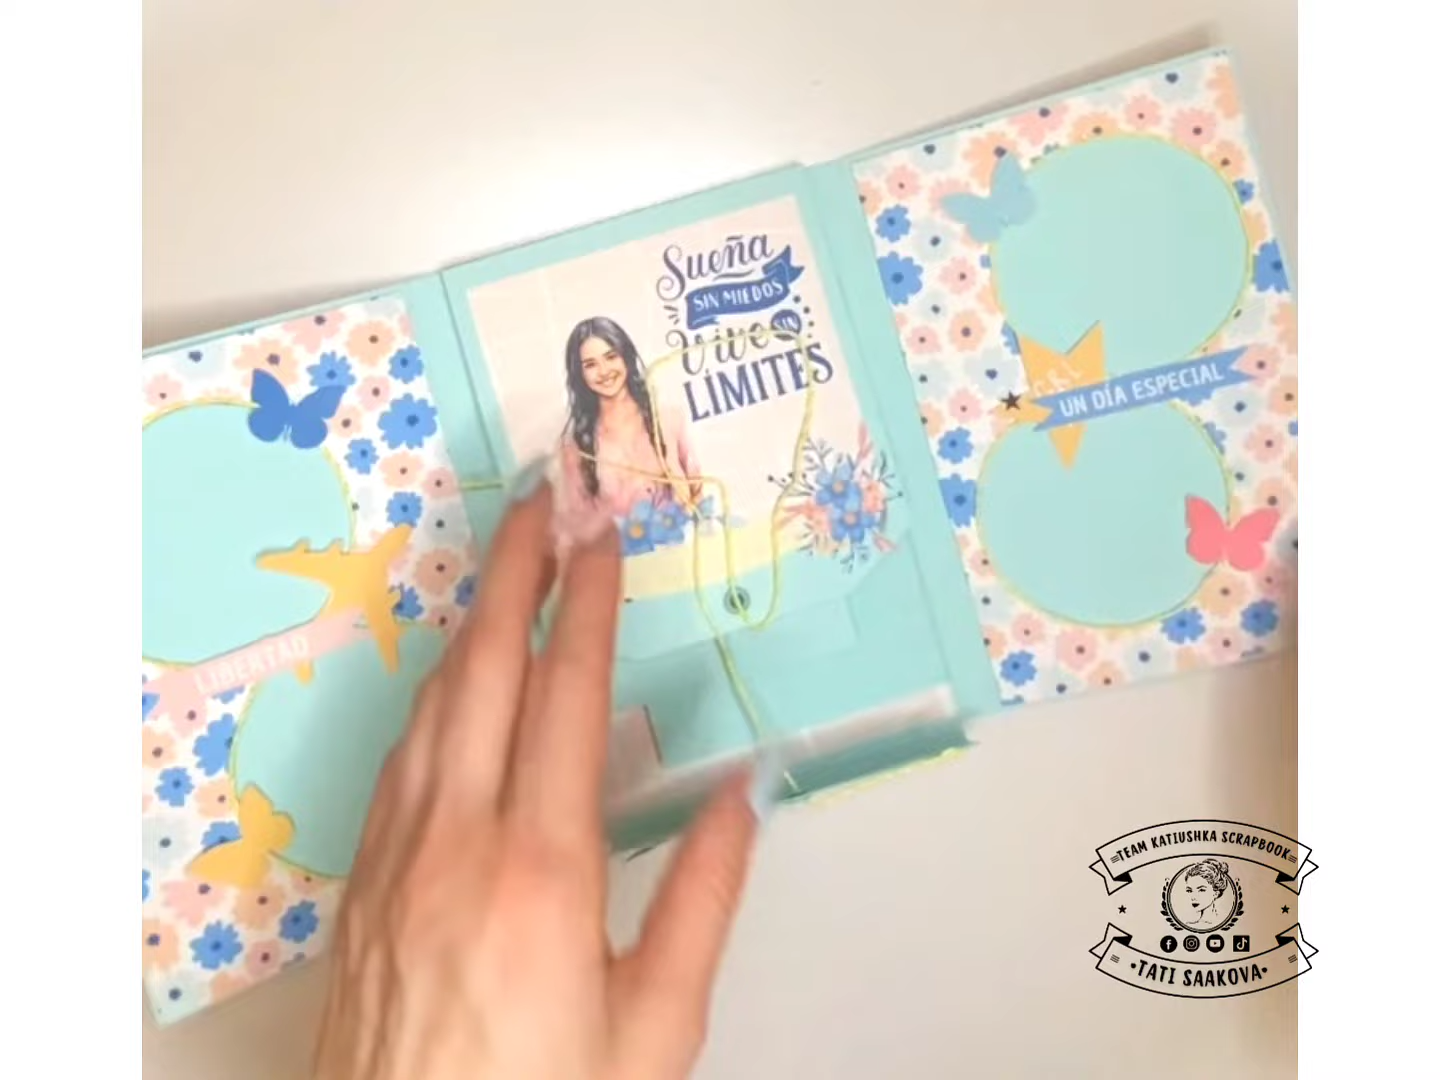 Sueña
SIN MIEDOS
Vive SIN
LÍMITES
UN DÍA ESPECIAL
LIBERTAD
TEAM KATIUSHKA SCRAPBOOK
•TATI SAAKOVA•